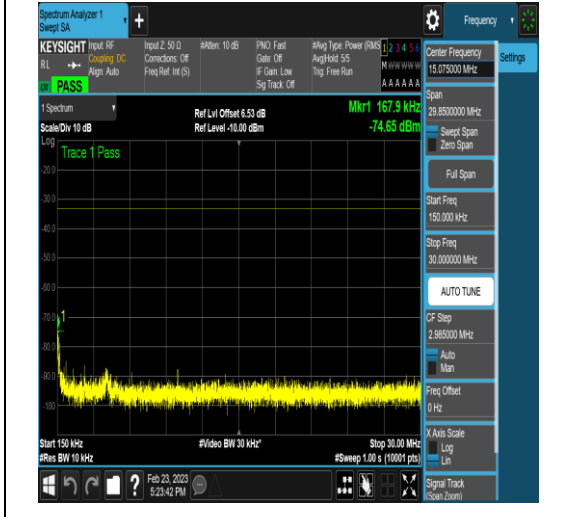 Spectrum Analyzer 1
Swept SA
+
Frequency
KEYSIGHT
RL
Input: RF
Coupling: DC
Align: Auto
Input Z: 50 Ω
Corrections: Off
Freq Ref: Int (S)
#Atten: 10 dB
PNO: Fast
Gate: Off
IF Gain: Low
Sig Track: Off
#Avg Type: Power (RMS
Avg|Hold: 5/5
Trig: Free Run
1 2 3 4 5 6
M W W W W W
A A A A A A
PASS
Center Frequency
15.075000 MHz
Settings
Span
29.8500000 MHz
Swept Span
Zero Span
Full Span
Start Freq
150.000 kHz
Stop Freq
30.000000 MHz
AUTO TUNE
CF Step
2.985000 MHz
Auto
Man
Freq Offset
0 Hz
X Axis Scale
Log
Lin
Signal Track
(Span Zoom)
1 Spectrum
Scale/Div 10 dB
Ref Lvl Offset 6.53 dB
Ref Level -10.00 dBm
Mkr1 167.9 kHz
-74.65 dBm
Log
Trace 1 Pass
-20.0
-30.0
-40.0
-50.0
-60.0
-70.0
1
-80.0
-90.0
-100
Start 150 kHz
#Res BW 10 kHz
#Video BW 30 kHz*
Stop 30.00 MHz
#Sweep 1.00 s (10001 pts)
?
Feb 23, 2023
5:23:42 PM